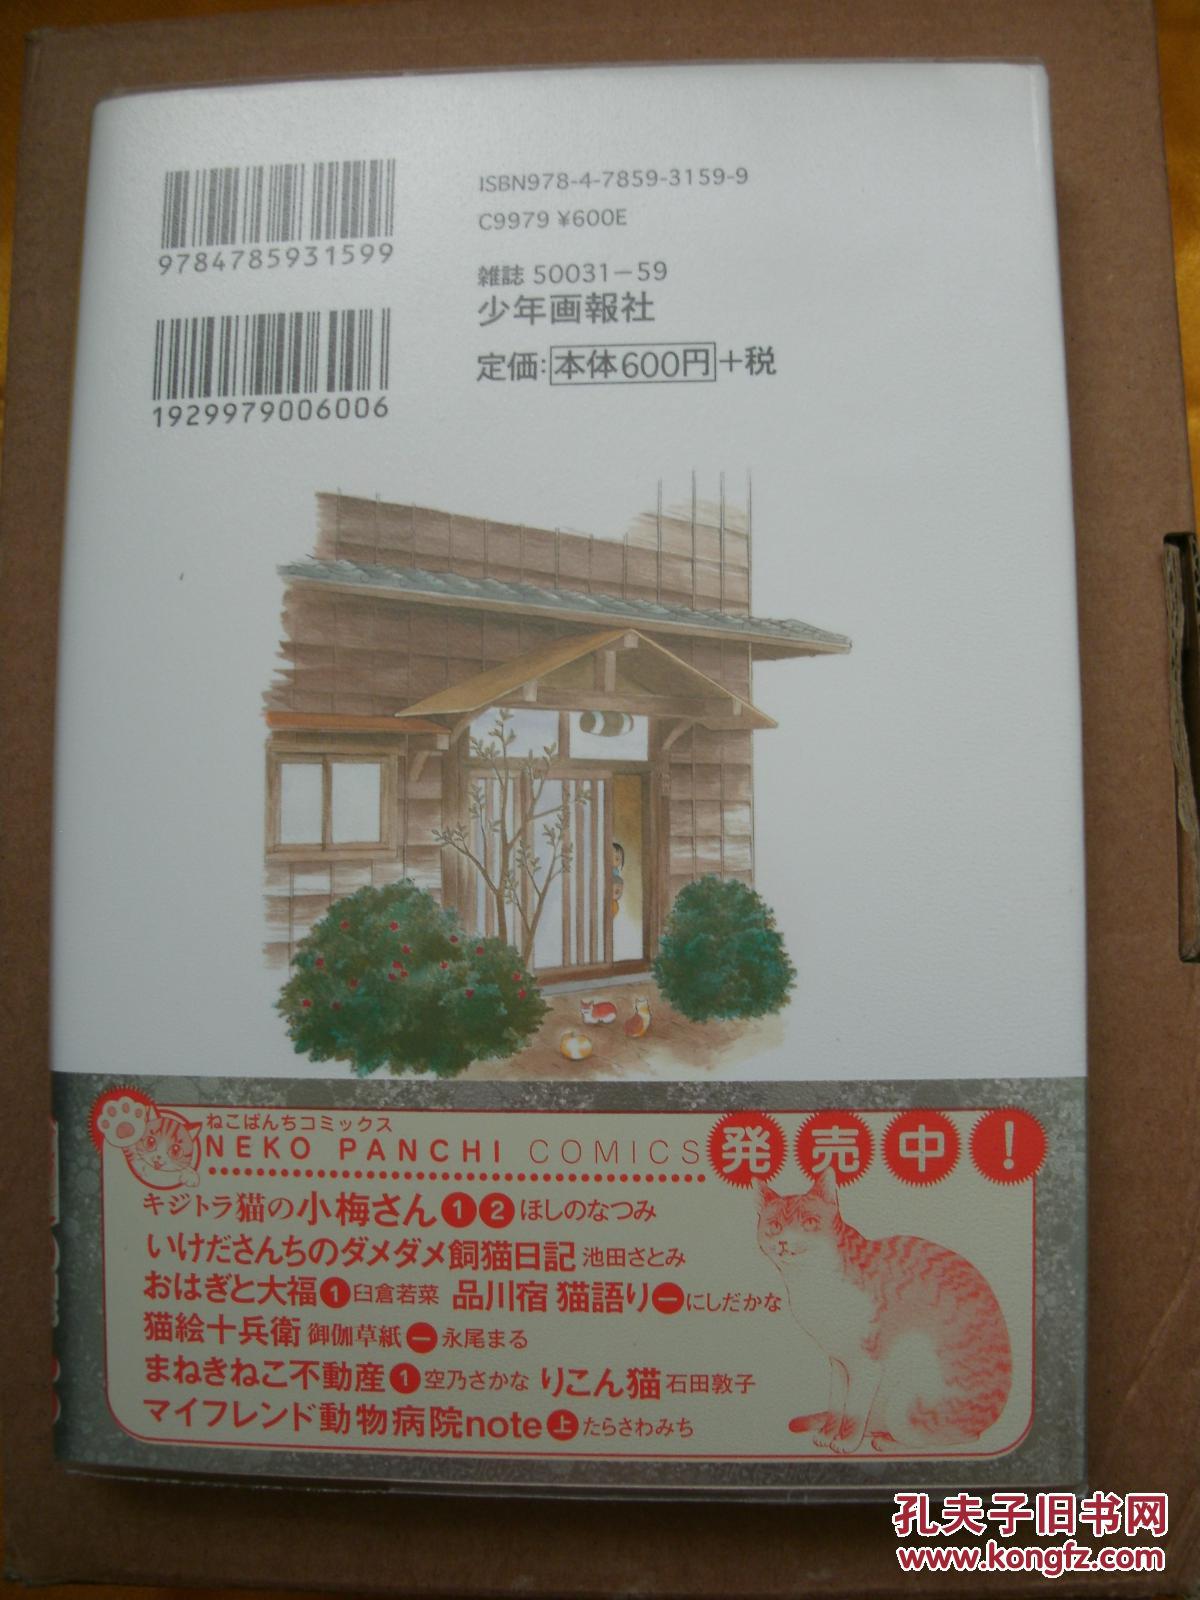 9784785931599
ISBN978-4-7859-3159-9
C9979 ¥600E
1929979006006
雑誌 50031-59
少年画報社
定価:本体600円+税
ねこぱんちコミックス
NEKO PANCHI COMICS 発売中!
キジトラ猫の小梅さん 1 2 ほしのなつみ
いけださんちのダメダメ飼猫日記 池田さとみ
おはぎと大福 1 臼倉若菜 品川宿 猫語り 一 にしだかな
猫絵十兵衛 御伽草紙 一 永尾まる
まねきねこ不動産 1 空乃さかな りこん猫 石田敦子
マイフレンド動物病院note 上 たらさわみち
孔夫子旧书网
www.kongfz.com